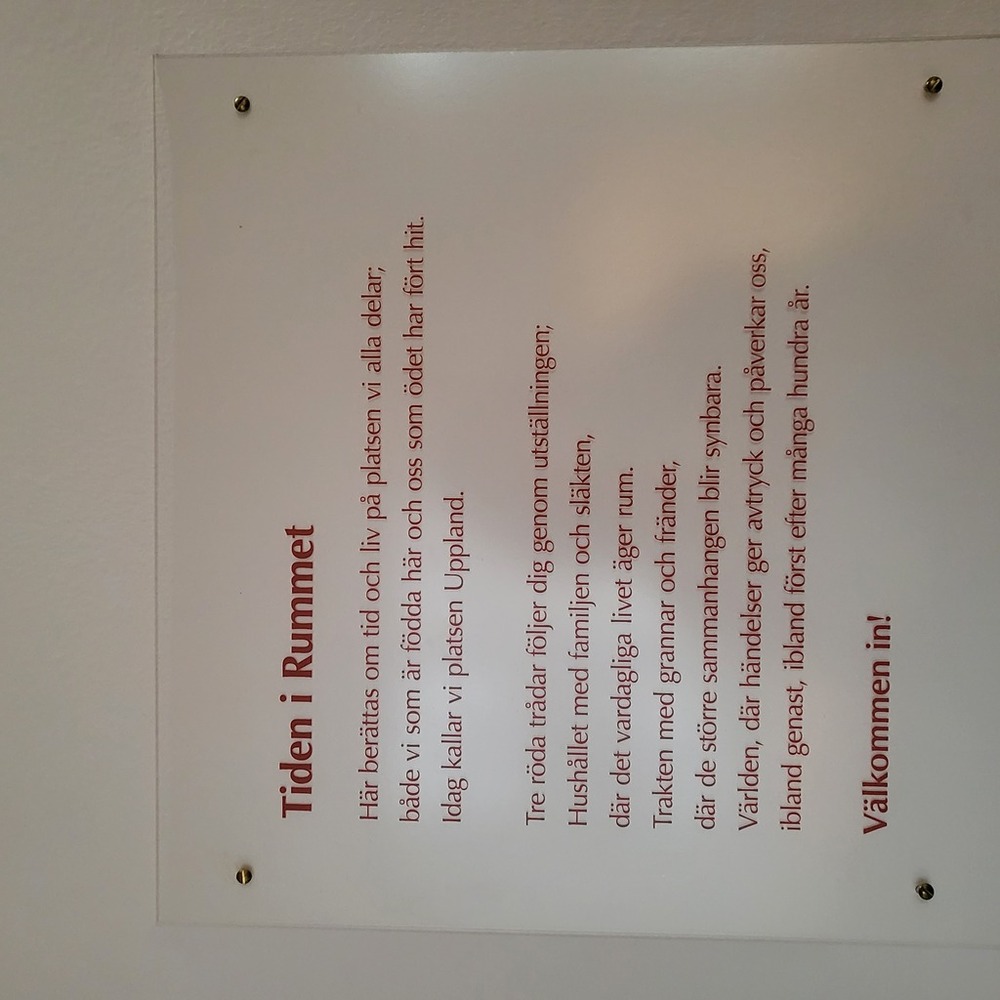 Tiden i Rummet
Här berättas om tid och liv på platsen vi alla delar;
både vi som är födda här och oss som ödet har fört hit.
Idag kallar vi platsen Uppland.
Tre röda trådar följer dig genom utställningen;
Hushållet med familjen och släkten,
där det vardagliga livet äger rum.
Trakten med grannar och fränder,
där de större sammanhangen blir synbara.
Världen, där händelser ger avtryck och påverkar oss,
ibland genast, ibland först efter många hundra år.
Välkommen in!